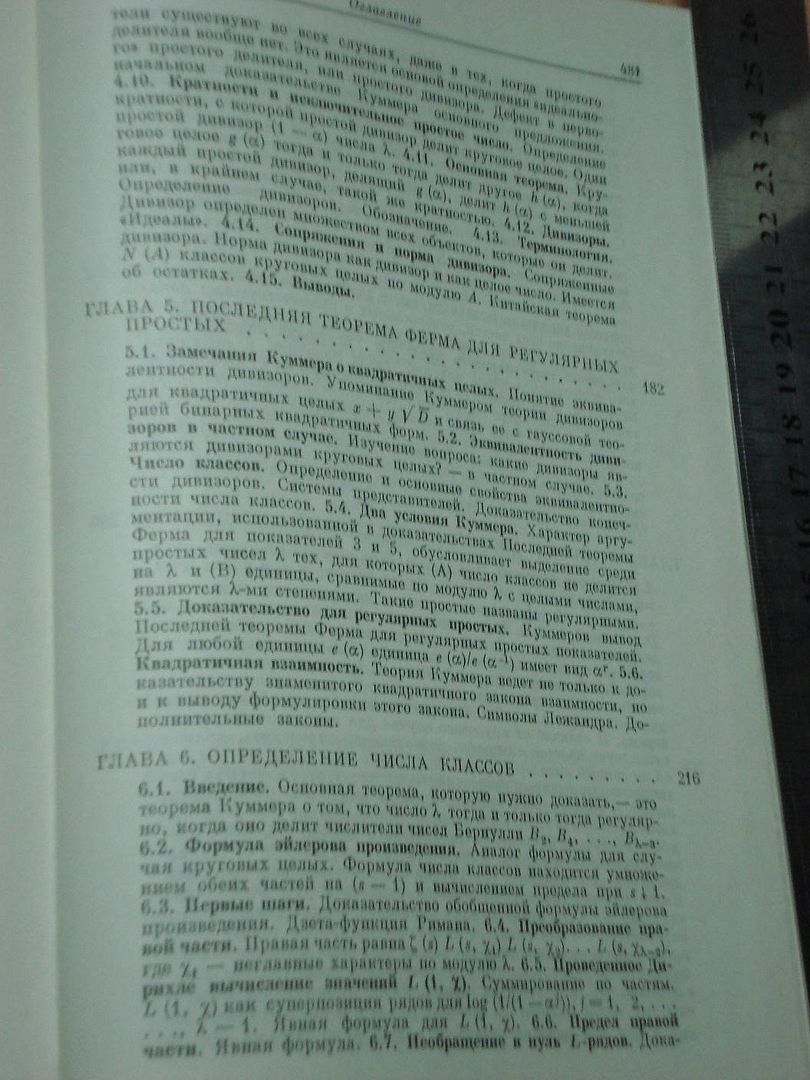 Оглавление 481
тели существуют во всех случаях, даже в тех, когда простого
делителя вообще нет. Это является основой определения идеально-
го простого делителя, или простого дивизора. Дефект в перво-
начальном доказательстве Куммера основного предложения.
4.10. Кратности и исключительное простое число. Определение
кратности, с которой простой дивизор делит круговое целое. Один
простой дивизор (1 — α) числа λ. 4.11. Основная теорема. Кру-
говое целое g (α) тогда и только тогда делит другое h (α), когда
каждый простой дивизор, делящий g (α), делит h (α) с
или, в крайнем случае, такой же кратностью. 4.12. Дивизоры.
Определение дивизоров. Обозначение. 4.13. Терминология.
Дивизор определен множеством всех объектов, которые он делит.
«Идеалы». 4.14. Сопряжения и норма дивизора. Сопряженные
дивизора. Норма дивизора как дивизор и как целое число. Имеется
N (A) классов круговых целых по модулю A. Китайская теорема
об остатках. 4.15. Выводы.
ГЛАВА 5. ПОСЛЕДНЯЯ ТЕОРЕМА ФЕРМА ДЛЯ РЕГУЛЯРНЫХ
ПРОСТЫХ . . . . . . . . . . . . . . . . . . . . . . . . 182
5.1. Замечания Куммера о квадратичных целых. Понятие эквива-
лентности дивизоров. Упоминание Куммером теории дивизоров
для квадратичных целых x + y √D и связь ее с гауссовой тео-
рией бинарных квадратичных форм. 5.2. Эквивалентность диви-
зоров в частном случае. Изучение вопроса: какие дивизоры яв-
ляются дивизорами круговых целых? — в частном случае. 5.3.
Число классов. Определение и основные свойства эквивалентно-
сти дивизоров. Системы представителей. Доказательство конеч-
ности числа классов. 5.4. Два условия Куммера. Характер аргу-
ментации, использованной в доказательствах Последней теоремы
Ферма для показателей 3 и 5, обусловливает выделение среди
простых чисел λ тех, для которых (A) число классов не делится
на λ и (B) единицы, сравнимые по модулю λ с целыми числами,
являются λ-ми степенями. Такие простые названы регулярными.
5.5. Доказательство для регулярных простых. Куммеров вывод
Последней теоремы Ферма для регулярных простых показателей.
Для любой единицы e (α) единица e (α)/e (α⁻¹) имеет вид αʳ. 5.6.
Квадратичная взаимность. Теория Куммера ведет не только к до-
казательству знаменитого квадратичного закона взаимности, но
и к выводу формулировки этого закона. Символы Лежандра. До-
полнительные законы.
ГЛАВА 6. ОПРЕДЕЛЕНИЕ ЧИСЛА КЛАССОВ . . . . . . . . . 216
6.1. Введение. Основная теорема, которую нужно доказать,— это
теорема Куммера о том, что число λ тогда и только тогда регуляр-
но, когда оно делит числители чисел Бернулли B₂, B₄, . . ., B_{λ-3}.
6.2. Формула эйлерова произведения. Аналог формулы для слу-
чая круговых целых. Формула числа классов находится умноже-
нием обеих частей на (s — 1) и вычислением предела при s ↓ 1.
6.3. Первые шаги. Доказательство обобщенной формулы эйлерова
произведения. Дзета-функция Римана. 6.4. Преобразование пра-
вой части. Правая часть равна ζ (s) L (s, χ₁) L (s, χ₂). . . L (s, χ_{λ-2}),
где χᵢ — неглавные характеры по модулю λ. 6.5. Проведенное Ди-
рихле вычисление значений L (1, χ). Суммирование по частям.
L (1, χ) как суперпозиция рядов для log (1/(1 — αʲ)), j = 1, 2, . . .
. . ., λ — 1. Явная формула для L (1, χ). 6.6. Предел правой
части. Явная формула. 6.7. Необращение в нуль L-рядов. Дока-
17 18 19 20 21 22 23 24 25 26